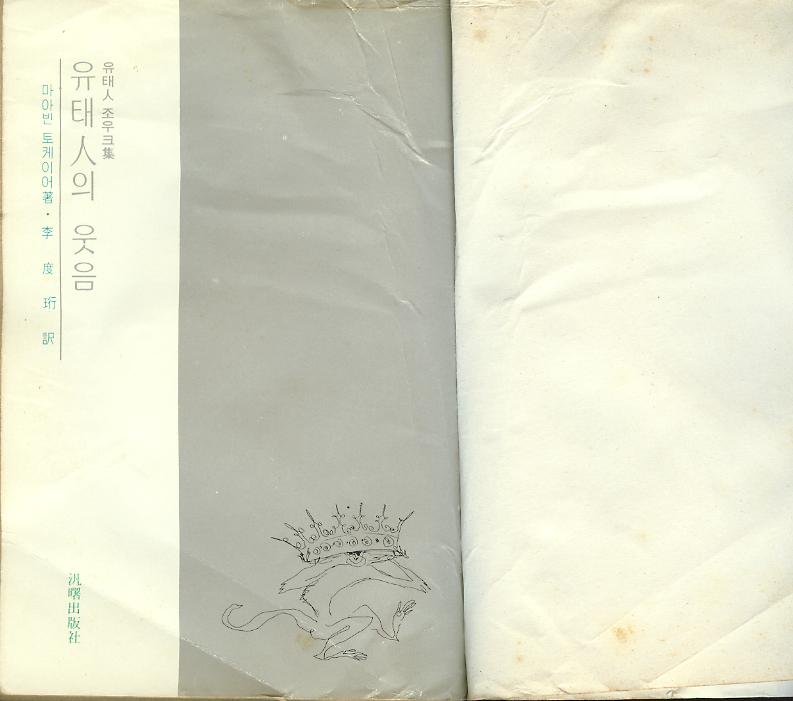 유태人 조우크集
유태人의 웃음
마아빈 토케이어著・李度珩訳
汎曙出版社